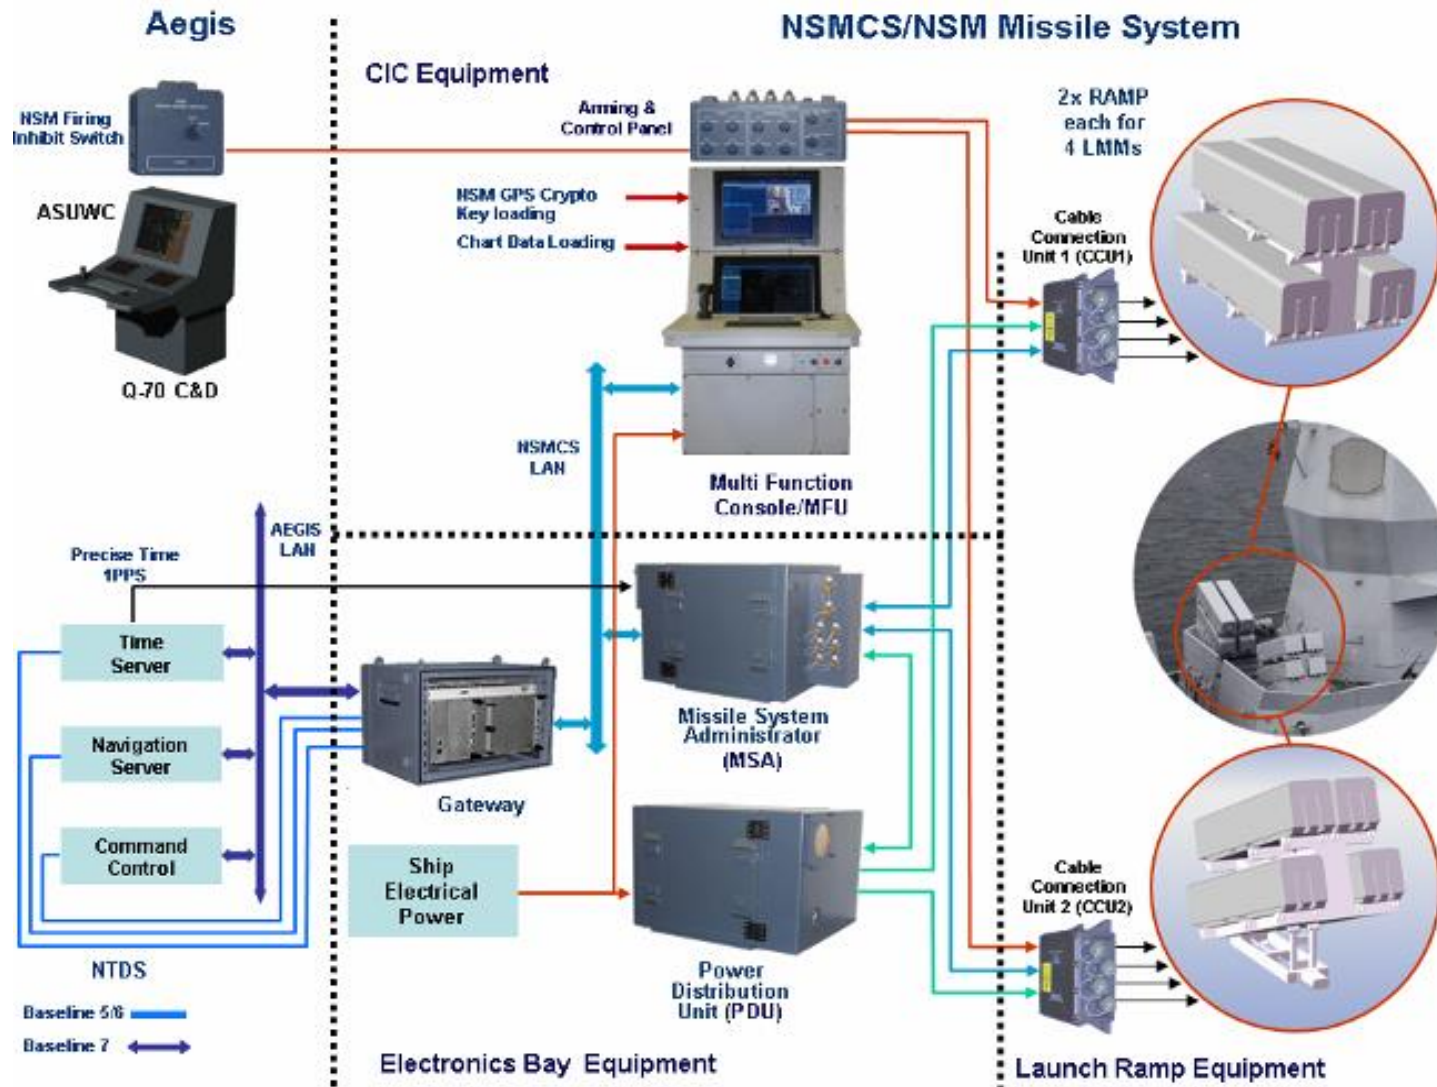 Aegis
NSMCS/NSM Missile System
CIC Equipment
NSM Firing
Inhibit Switch
Arming &
Control Panel
2x RAMP
each for
4 LMMs
ASUWC
Q-70 C&D
NSM GPS Crypto
Key loading
Chart Data Loading
Cable
Connection
Unit 1 (CCU1)
NSMCS
LAN
Multi Function
Console/MFU
AEGIS
LAN
Precise Time
1PPS
Time
Server
Navigation
Server
Command
Control
Gateway
Missile System
Administrator
(MSA)
Ship
Electrical
Power
Power
Distribution
Unit (PDU)
Cable
Connection
Unit 2 (CCU2)
NTDS
Baseline 5/6
Baseline 7
Electronics Bay Equipment
Launch Ramp Equipment